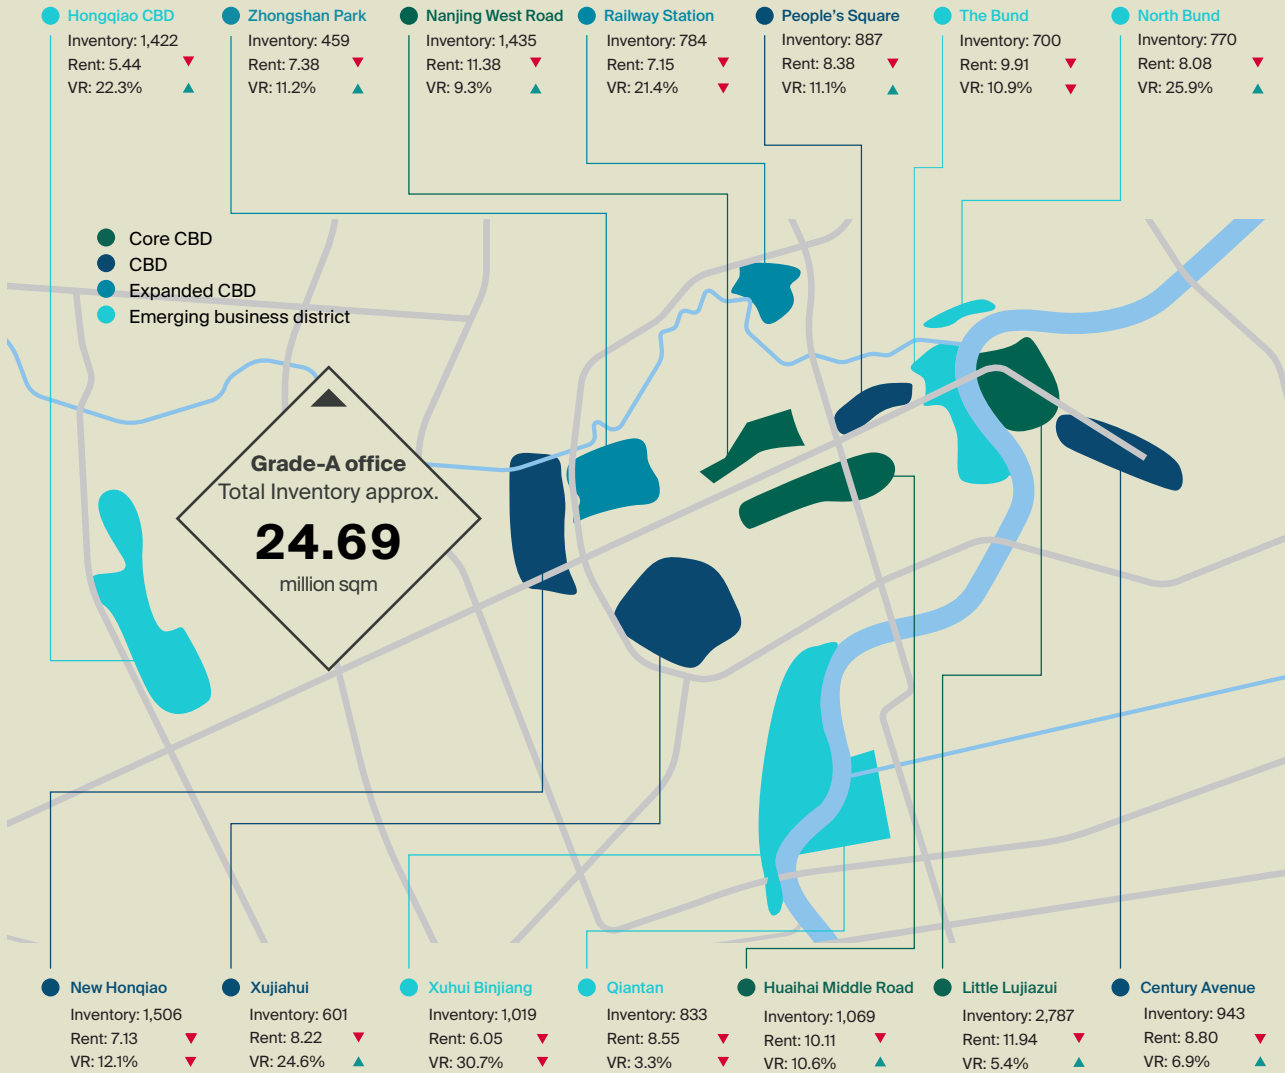 Hongqiao CBD
Inventory: 1,422
Rent: 5.44
VR: 22.3%
Zhongshan Park
Inventory: 459
Rent: 7.38
VR: 11.2%
Nanjing West Road
Inventory: 1,435
Rent: 11.38
VR: 9.3%
Railway Station
Inventory: 784
Rent: 7.15
VR: 21.4%
People's Square
Inventory: 887
Rent: 8.38
VR: 11.1%
The Bund
Inventory: 700
Rent: 9.91
VR: 10.9%
North Bund
Inventory: 770
Rent: 8.08
VR: 25.9%
Core CBD
CBD
Expanded CBD
Emerging business district
Grade-A office
Total Inventory approx.
24.69
million sqm
New Honqiao
Inventory: 1,506
Rent: 7.13
VR: 12.1%
Xujiahui
Inventory: 601
Rent: 8.22
VR: 24.6%
Xuhui Binjiang
Inventory: 1,019
Rent: 6.05
VR: 30.7%
Qiantan
Inventory: 833
Rent: 8.55
VR: 3.3%
Huaihai Middle Road
Inventory: 1,069
Rent: 10.11
VR: 10.6%
Little Lujiazui
Inventory: 2,787
Rent: 11.94
VR: 5.4%
Century Avenue
Inventory: 943
Rent: 8.80
VR: 6.9%